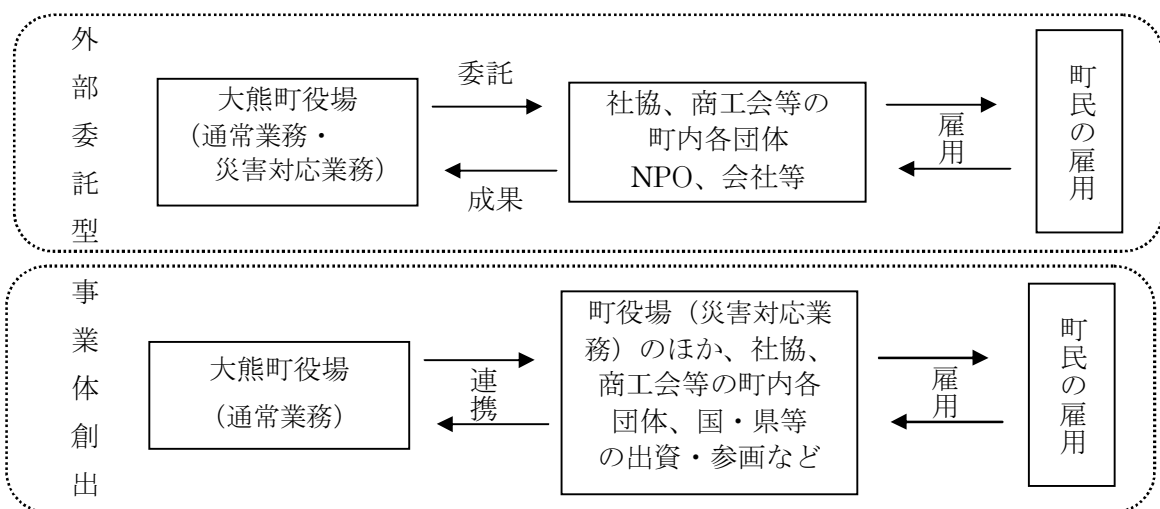 外部委託型
大熊町役場
(通常業務・
災害対応業務)
委託
成果
社協、商工会等の
町内各団体
NPO、会社等
雇用
町民の雇用
事業体創出
大熊町役場
(通常業務)
連携
町役場(災害対応業
務)のほか、社協、
商工会等の町内各
団体、国・県等
の出資・参画など
雇用
町民の雇用